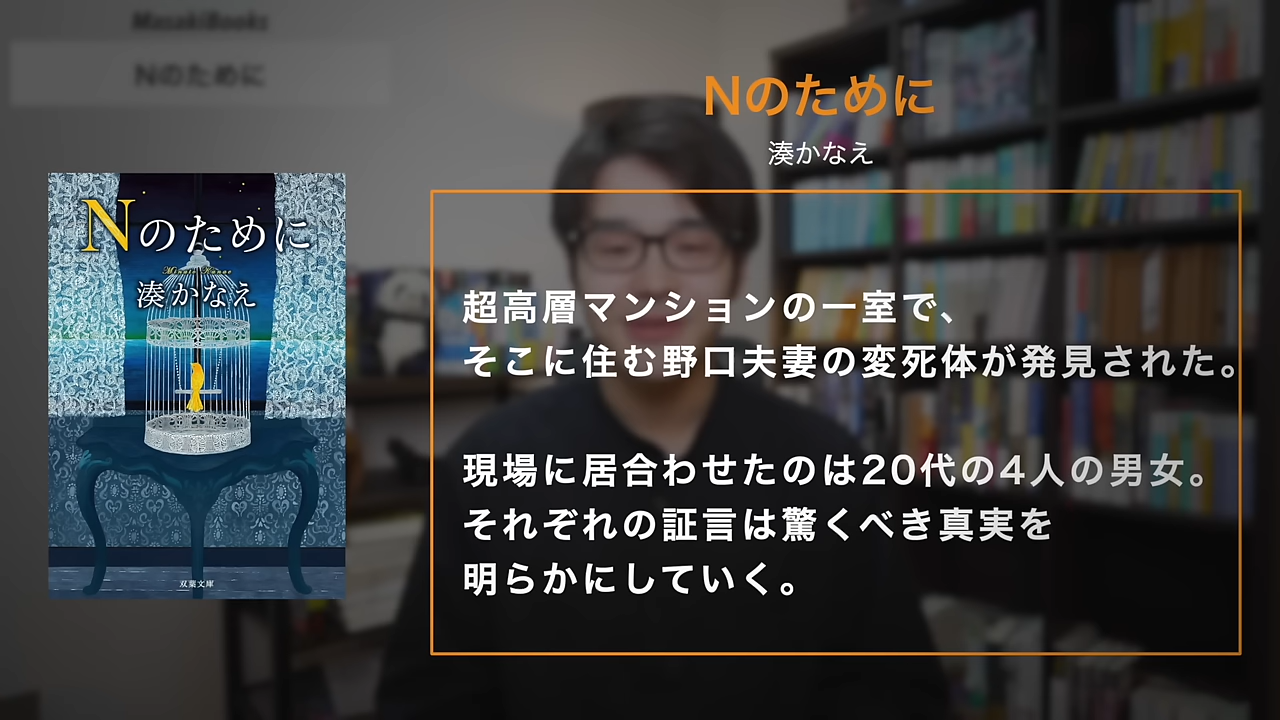 MasakiBooks
Nのために
Nのために
湊かなえ
Nのために
Minato Kanae
湊かなえ
双葉文庫
超高層マンションの一室で、
そこに住む野口夫妻の変死体が発見された。
現場に居合わせたのは20代の4人の男女。
それぞれの証言は驚くべき真実を
明らかにしていく。